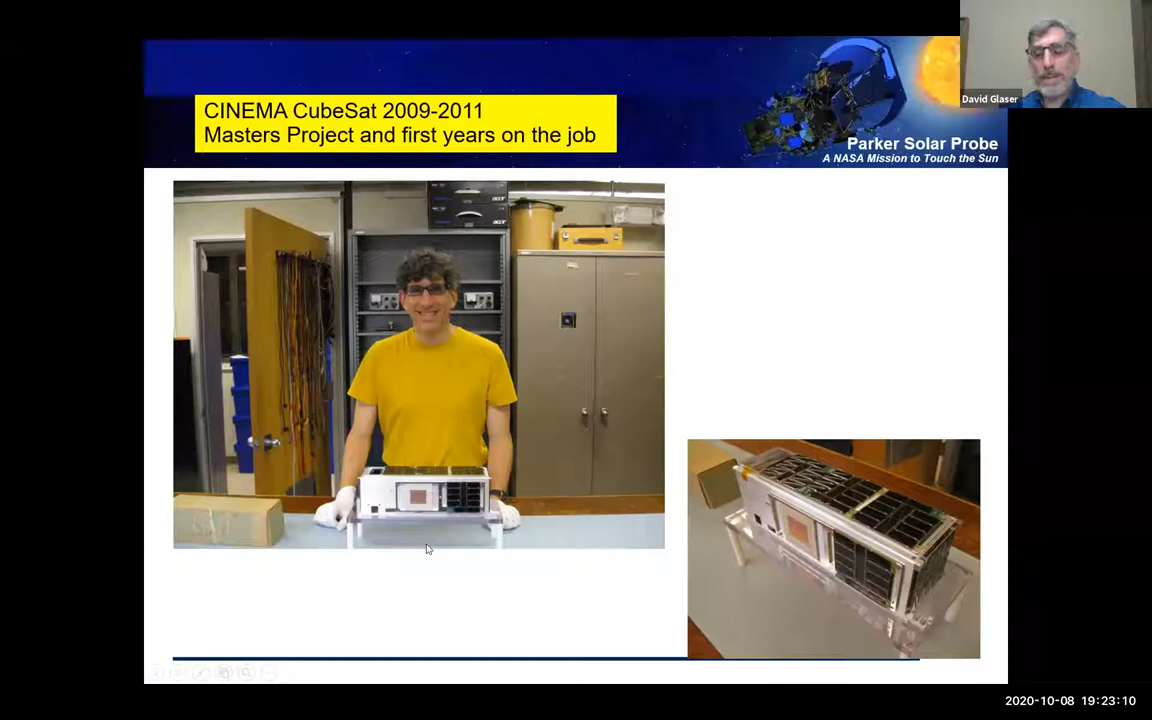 CINEMA CubeSat 2009-2011
Masters Project and first years on the job
Parker Solar Probe
A NASA Mission to Touch the Sun
David Glaser
2020-10-08 19:23:10